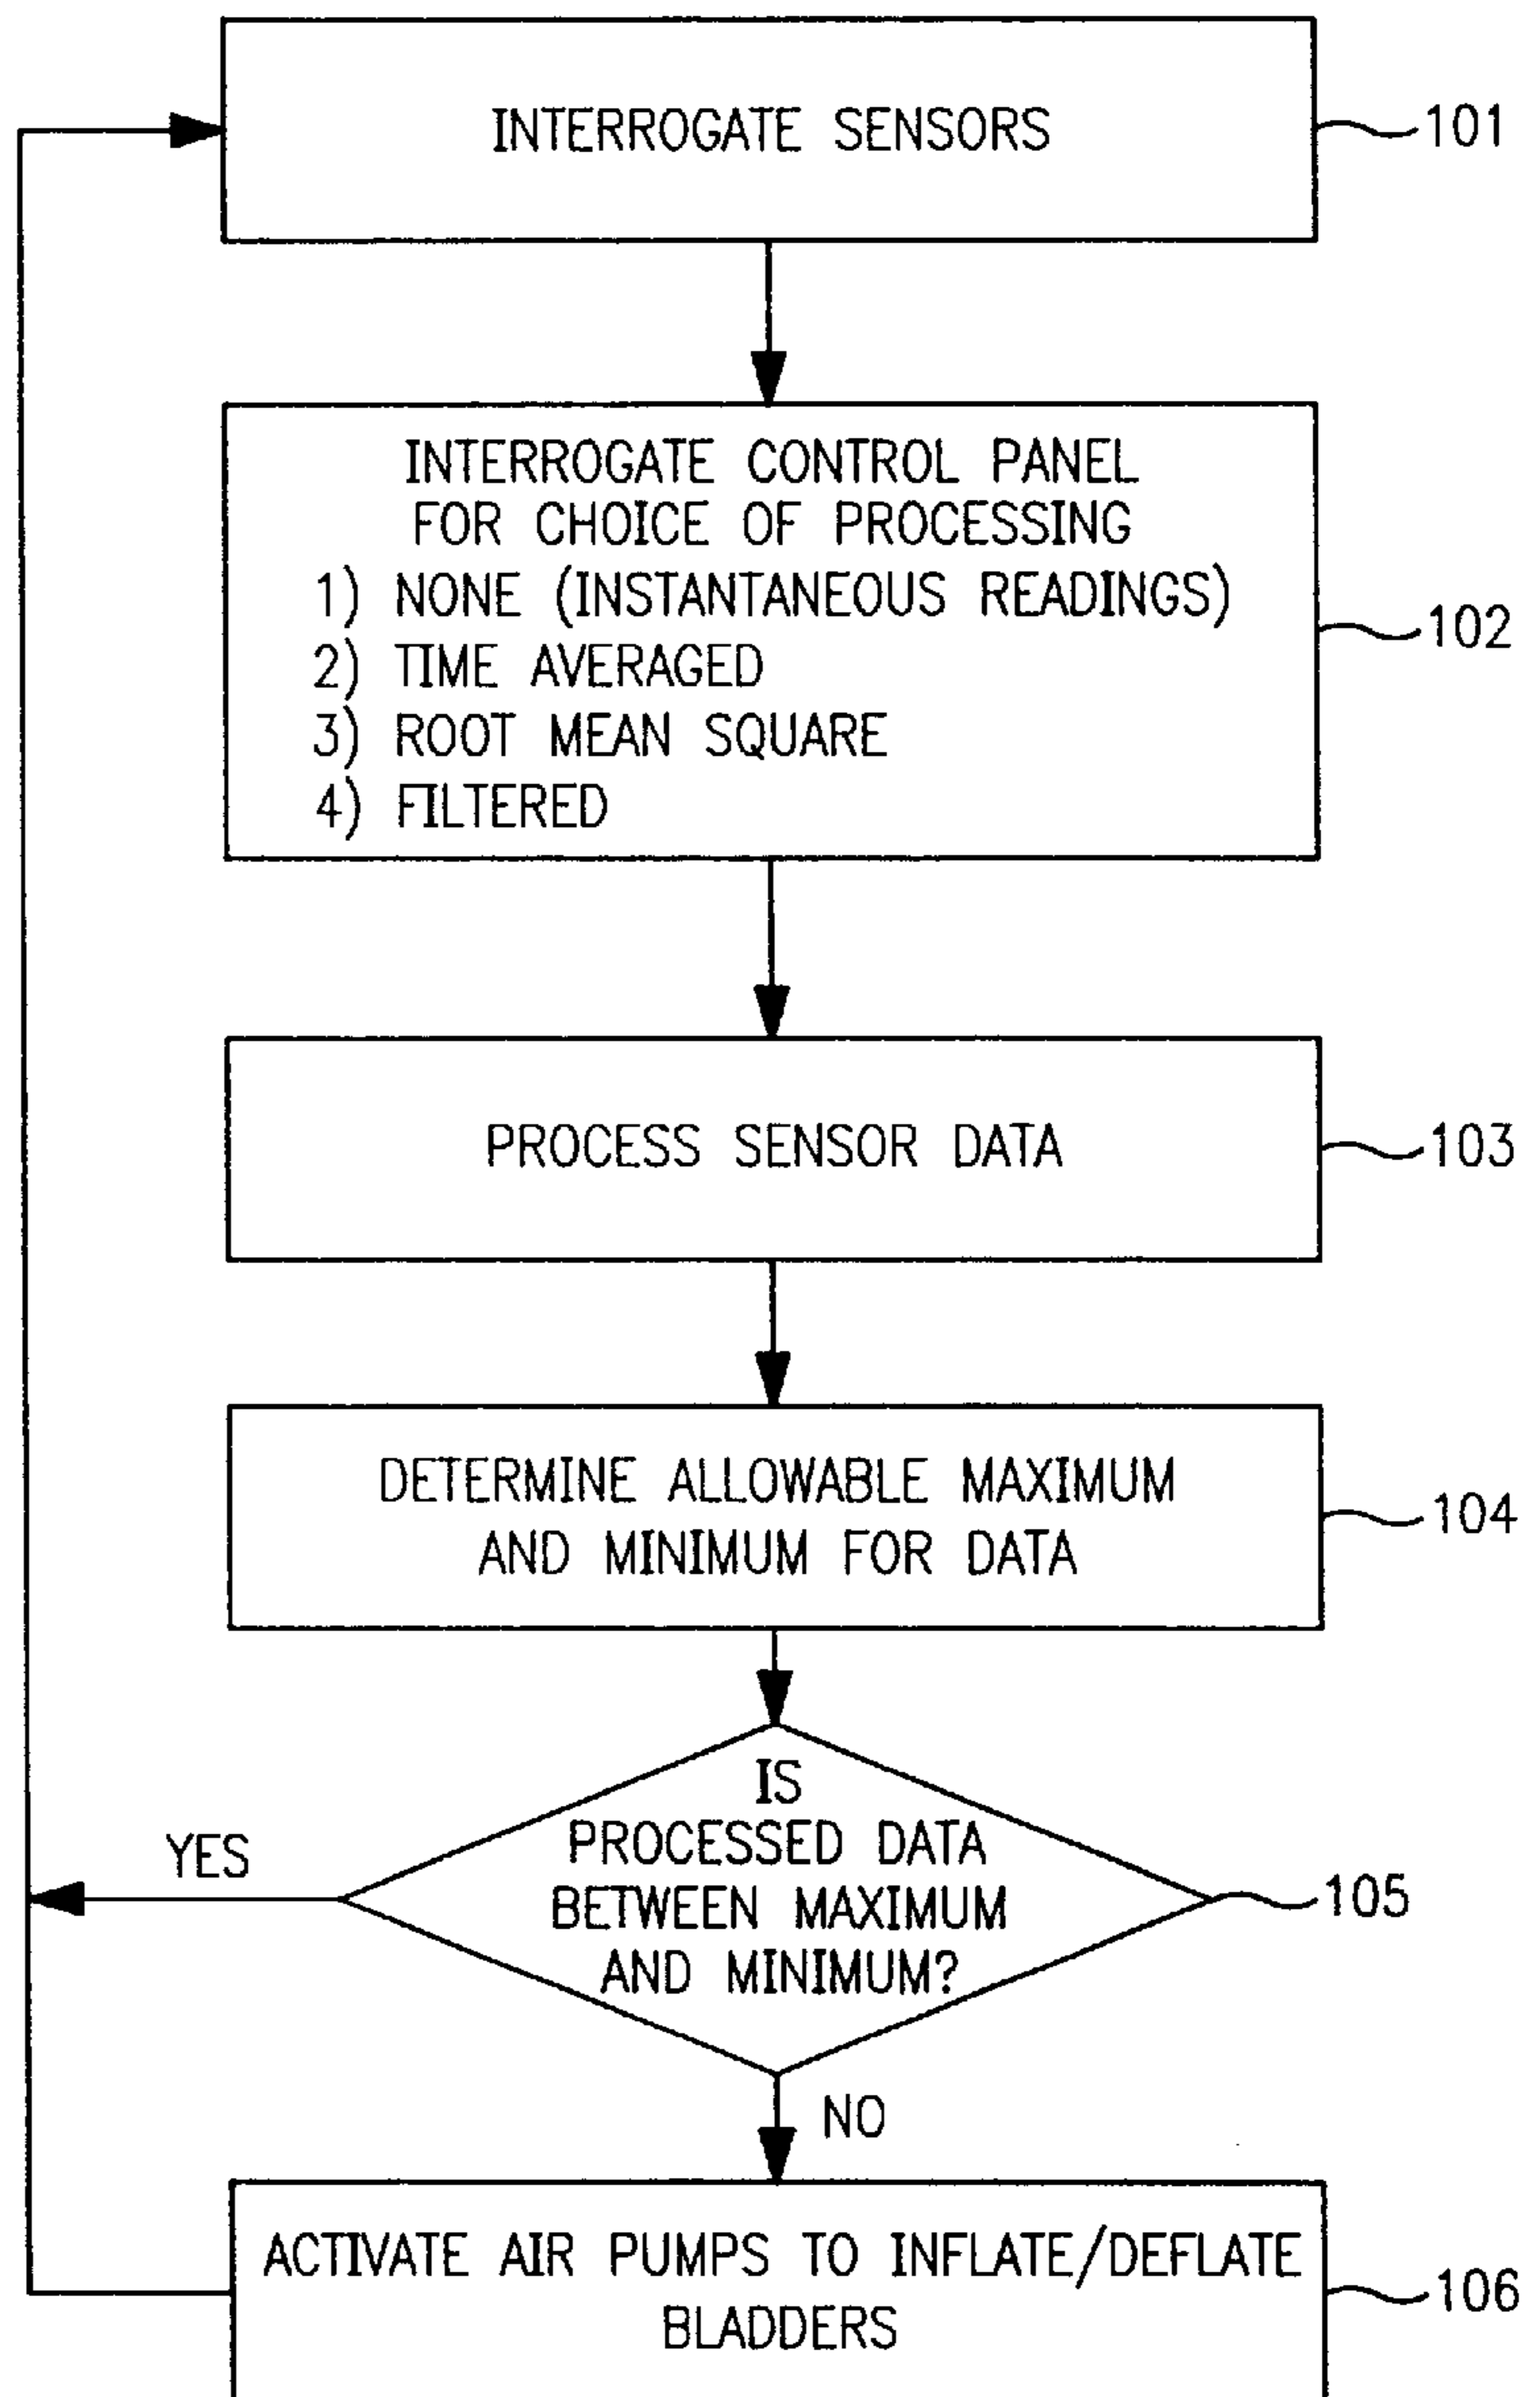 INTERROGATE SENSORS
101
INTERROGATE CONTROL PANEL
FOR CHOICE OF PROCESSING
1) NONE (INSTANTANEOUS READINGS)
2) TIME AVERAGED
3) ROOT MEAN SQUARE
4) FILTERED
102
PROCESS SENSOR DATA
103
DETERMINE ALLOWABLE MAXIMUM
AND MINIMUM FOR DATA
104
IS
PROCESSED DATA
BETWEEN MAXIMUM
AND MINIMUM?
105
YES
NO
ACTIVATE AIR PUMPS TO INFLATE/DEFLATE
BLADDERS
106